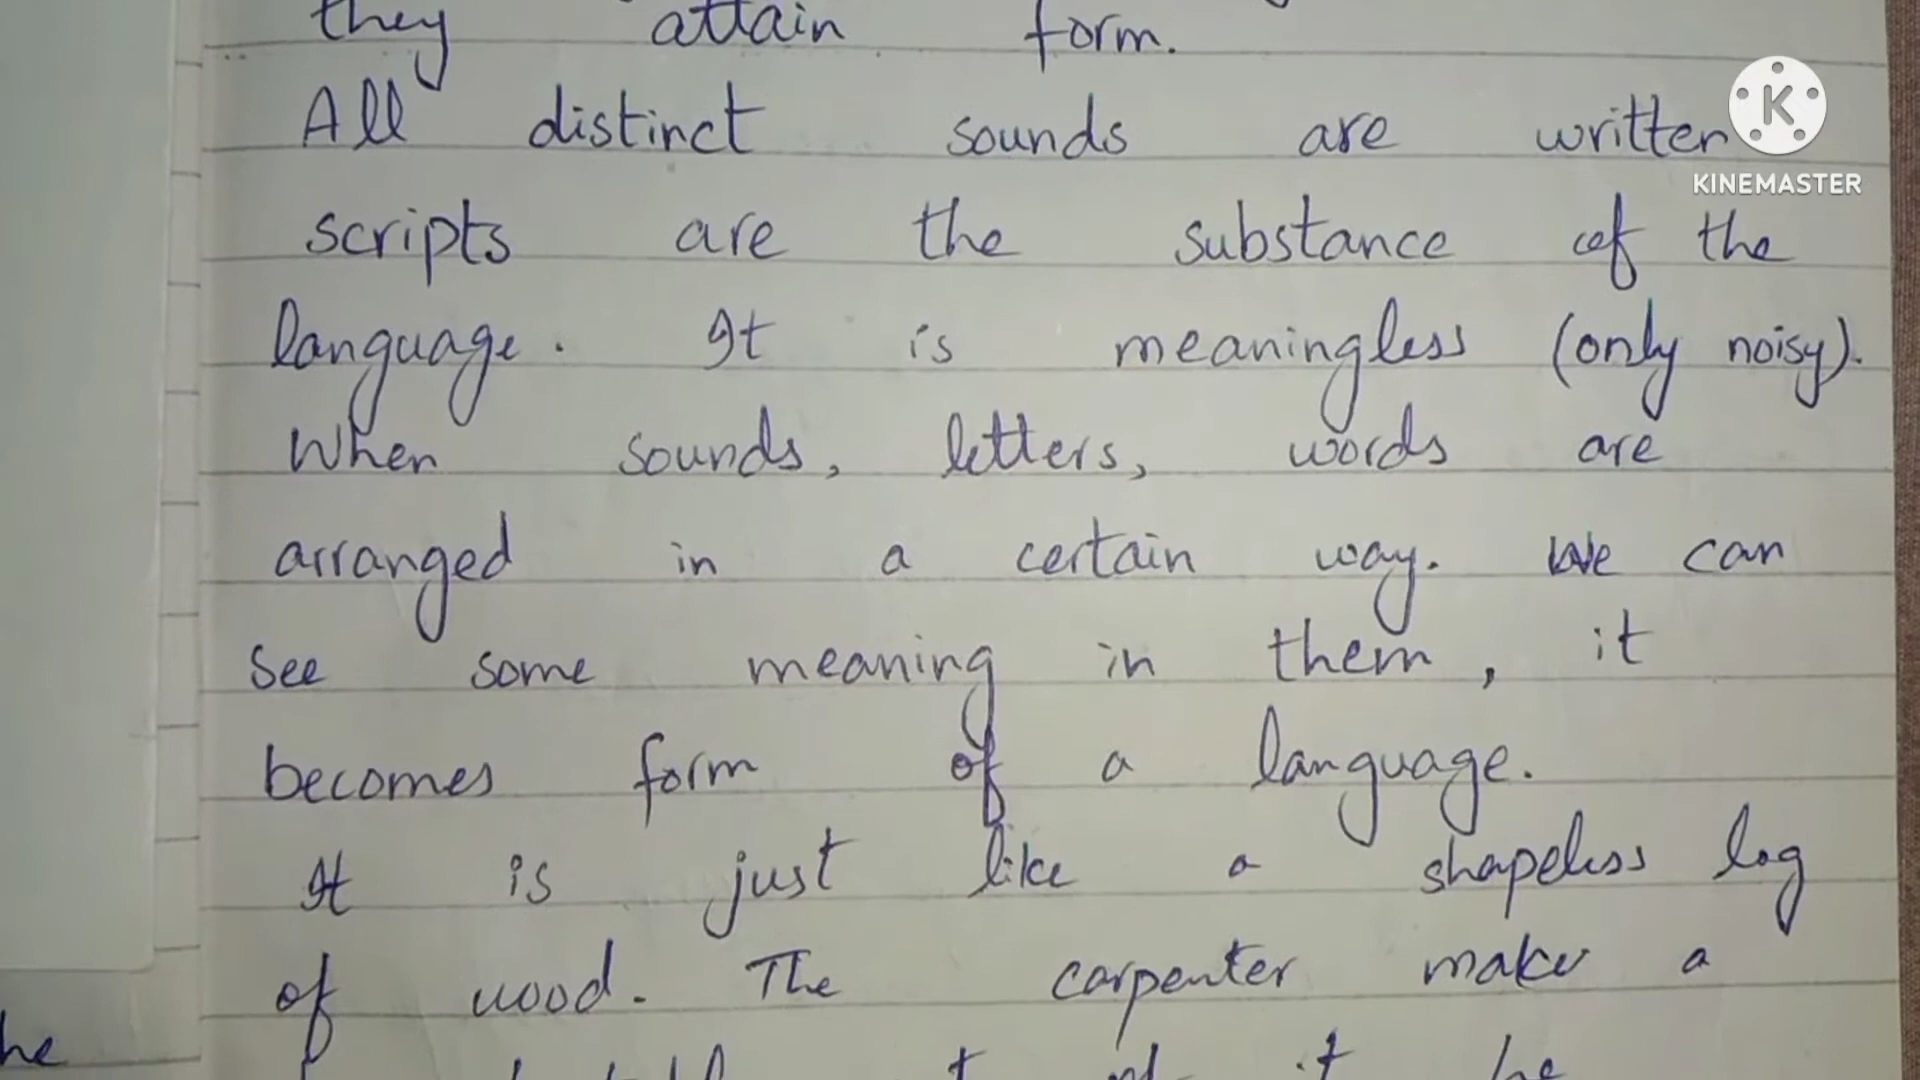 they attain form.
All distinct sounds are written
scripts are the substance of the
language. It is meaningless (only noisy).
When sounds, letters, words are
arranged in a certain way. We can
see some meaning in them, it
becomes form of a language.
It is just like a shapeless log
of wood. The carpenter make a
he
KINEMASTER